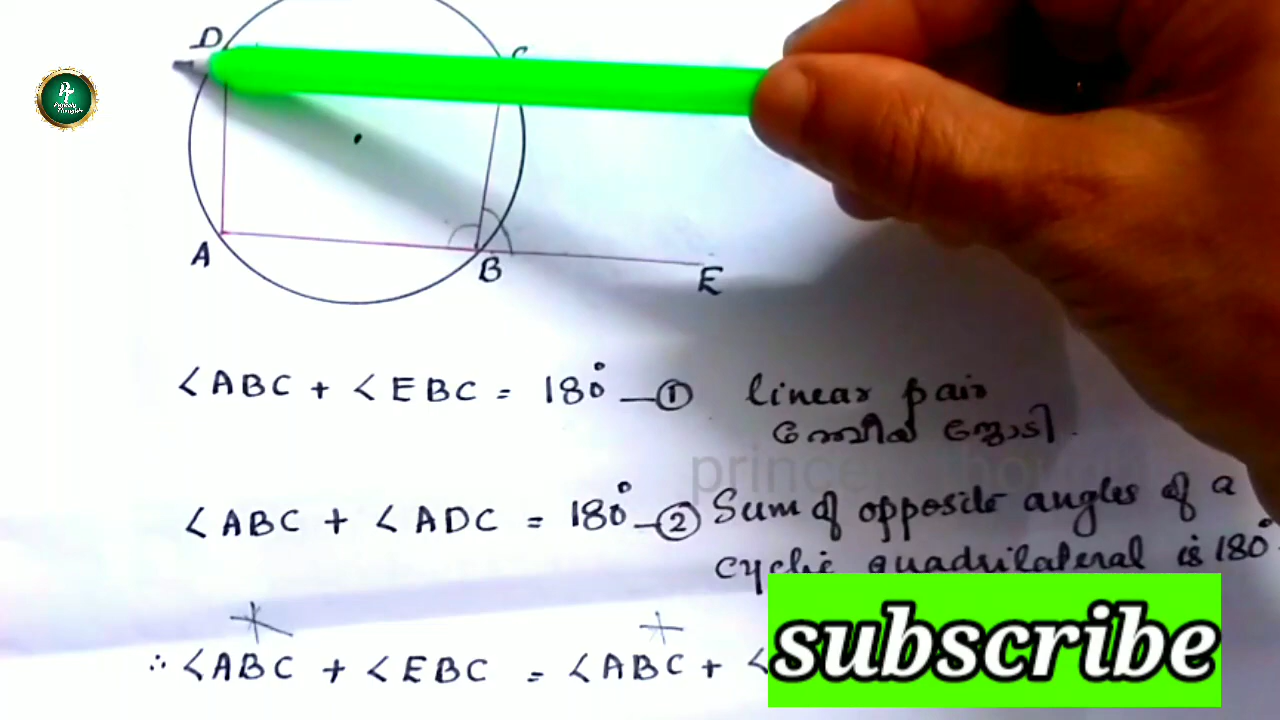 D C
A B E
∠ABC + ∠EBC = 180° — ① linear pair
രേഖീയ ജോടി.
∠ABC + ∠ADC = 180° — ② Sum of opposite angles of a
cyclic quadrilateral is 180°.
∴ ∠ABC + ∠EBC = ∠ABC + ∠
subscribe